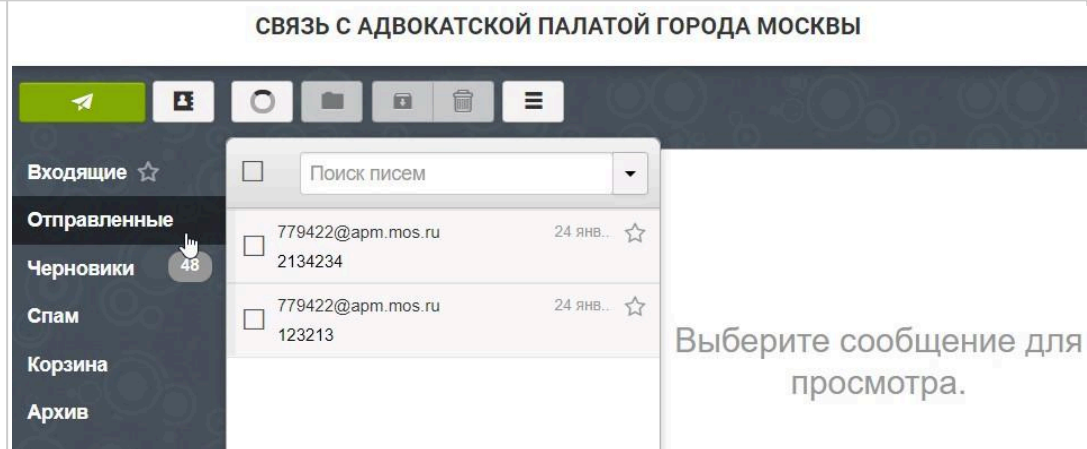 СВЯЗЬ С АДВОКАТСКОЙ ПАЛАТОЙ ГОРОДА МОСКВЫ
Входящие
Отправленные
Черновики 48
Спам
Корзина
Архив
Поиск писем
779422@apm.mos.ru 24 янв..
2134234
779422@apm.mos.ru 24 янв..
123213
Выберите сообщение для
просмотра.